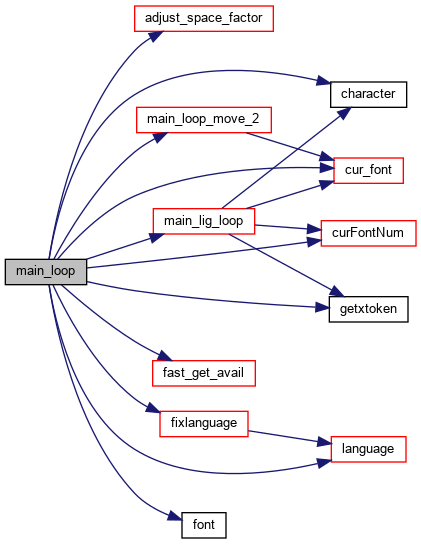 adjust_space_factor
character
main_loop_move_2
cur_font
main_lig_loop
curFontNum
main_loop
getxtoken
fast_get_avail
fixlanguage
language
font